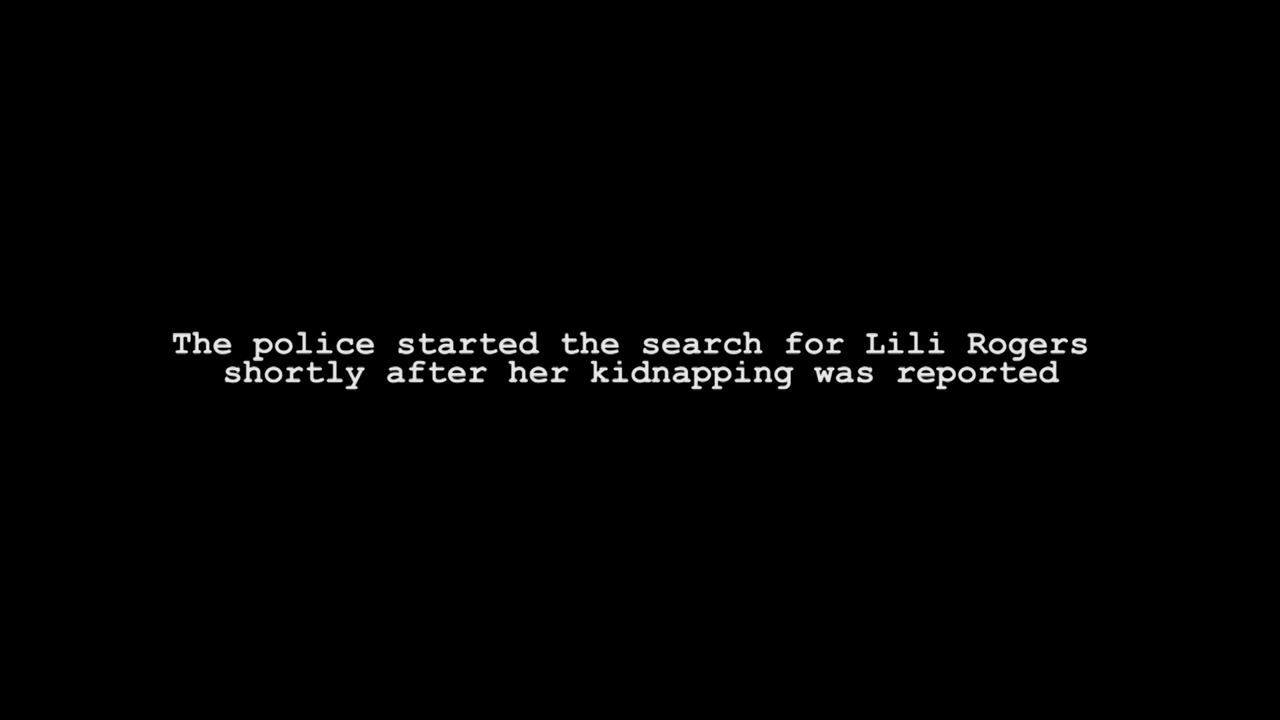 The police started the search for Lili Rogers
shortly after her kidnapping was reported